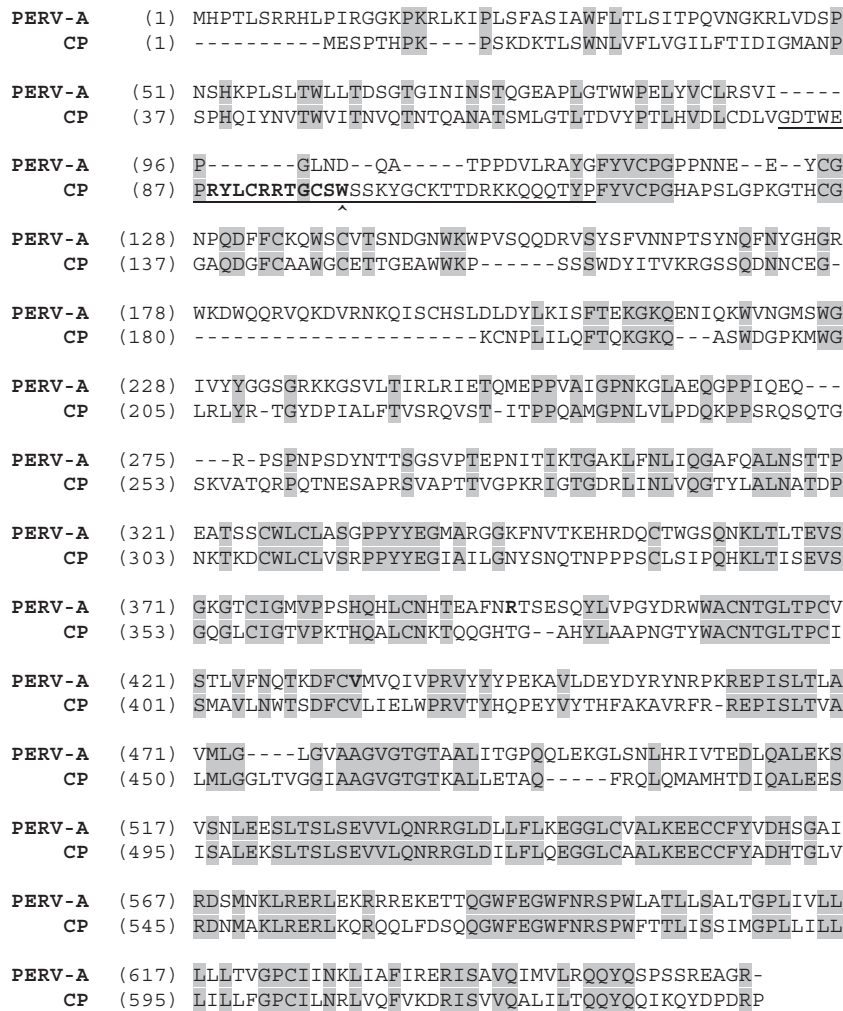 PERV-A (1) MHPTLSRRHLPIRGGKPKRLKIPLSFASIAWFLTLSITPQVNGKRLVDSP
CP (1) ----------MESPTHPK----PSKDKTLSWNLVFLVGILFTIDIGMANP
PERV-A (51) NSHKPLSLTWLLTDSGTGININSTQGEAPLGTWWPELYVCLRSVI-----
CP (37) SPHQIYNVTWVITNVQTNTQANATSMLGTLTDVYPTLHVDLCDLVGDTWE
PERV-A (96) P-------GLND--QA----TPPDVLRAYGFYVCPGPPNNE--E--YCG
CP (87) PRYLCRRTGCSWSSKYGCKTTDRKKQQQTYPFYVCPGHAPSLGPKGTHCG
^
PERV-A (128) NPQDFFCKQWSCVTSNDGNWKWPVSQQDRVSYSFVNNPTSYNQFNYGHGR
CP (137) GAQDGFCAAWGCETTGEAWWKP------SSSWDYITVKRGSSQDNNCEG-
PERV-A (178) WKDWQQRVQKDVRNKQISCHSLDLDYLKISFTEKGKQENIQKWVNGMSWG
CP (180) ---------------------KCNPLILQFTQKGKQ---ASWDGPKMWG
PERV-A (228) IVYYGGSGRKKGSVLTIRLRIETQMEPPVAIGPNKGLAEQGPPIQEQ---
CP (205) LRLYR-TGYDPIALFTVSRQVST-ITPPQAMGPNLVLPDQKPPSRQSQTG
PERV-A (275) ---R-PSPNPSDYNTTSGSVPTEPNITIKTGAKLFNLIQGAFQALNSTTP
CP (253) SKVATQRPQTNESAPRSVAPTTVGPKRIGTGDRLINLVQGTYLALNATDP
PERV-A (321) EATSSCWLCLASGPPYYEGMARGGKFNVTKEHRDQCTWGSQNKLTLTEVS
CP (303) NKTKDCWLCLVSRPPYYEGIAILGNYSNQTNPPPSCLSIPQHKLTISEVS
PERV-A (371) GKGTCIGMVPPSHQHLCNHTEAFNRTSESQYLVPGYDRWWACNTGLTPCV
CP (353) GQGLCIGTVPKTHQALCNKTQQGHTG--AHYLAAPNGTYWACNTGLTPCI
PERV-A (421) STLVFNQTKDFCVMVQIVPRVYYYPEKAVLDEYDYRYNRPKREPISLTLA
CP (401) SMAVLNWTSDFCVLIELWPRVTYHQPEYVYTHFAKAVRFR-REPISLTVA
PERV-A (471) VMLG----LGVAAGVGTGTAALITGPQQLEKGLSNLHRIVTEDLQALEKS
CP (450) LMLGGLTVGGIAAGVGTGTKALLETAQ-----FRQLQMAMHTDIQALEES
PERV-A (517) VSNLEESLTSLSEVVLQNRRGLDLLFLKEGGLCVALKEECCFYVDHSGAI
CP (495) ISALEKSLTSLSEVVLQNRRGLDILFLQEGGLCAALKEECCFYADHTGLV
PERV-A (567) RDSMNKLRERLEKRRREKETTQGWFEGWFNRSPWLATLLSALTGPLIVLL
CP (545) RDNMAKLRERLKQRQQLFDSQQGWFEGWFNRSPWFTTLISSIMGPLLILL
PERV-A (617) LLLTVGPCIINKLIAFIRERISAVQIMVLRQQYQSPSSREAGR-
CP (595) LILLFGPCILNRLVQFVKDRISVVQALILTQQYQQIKQYDPDRP